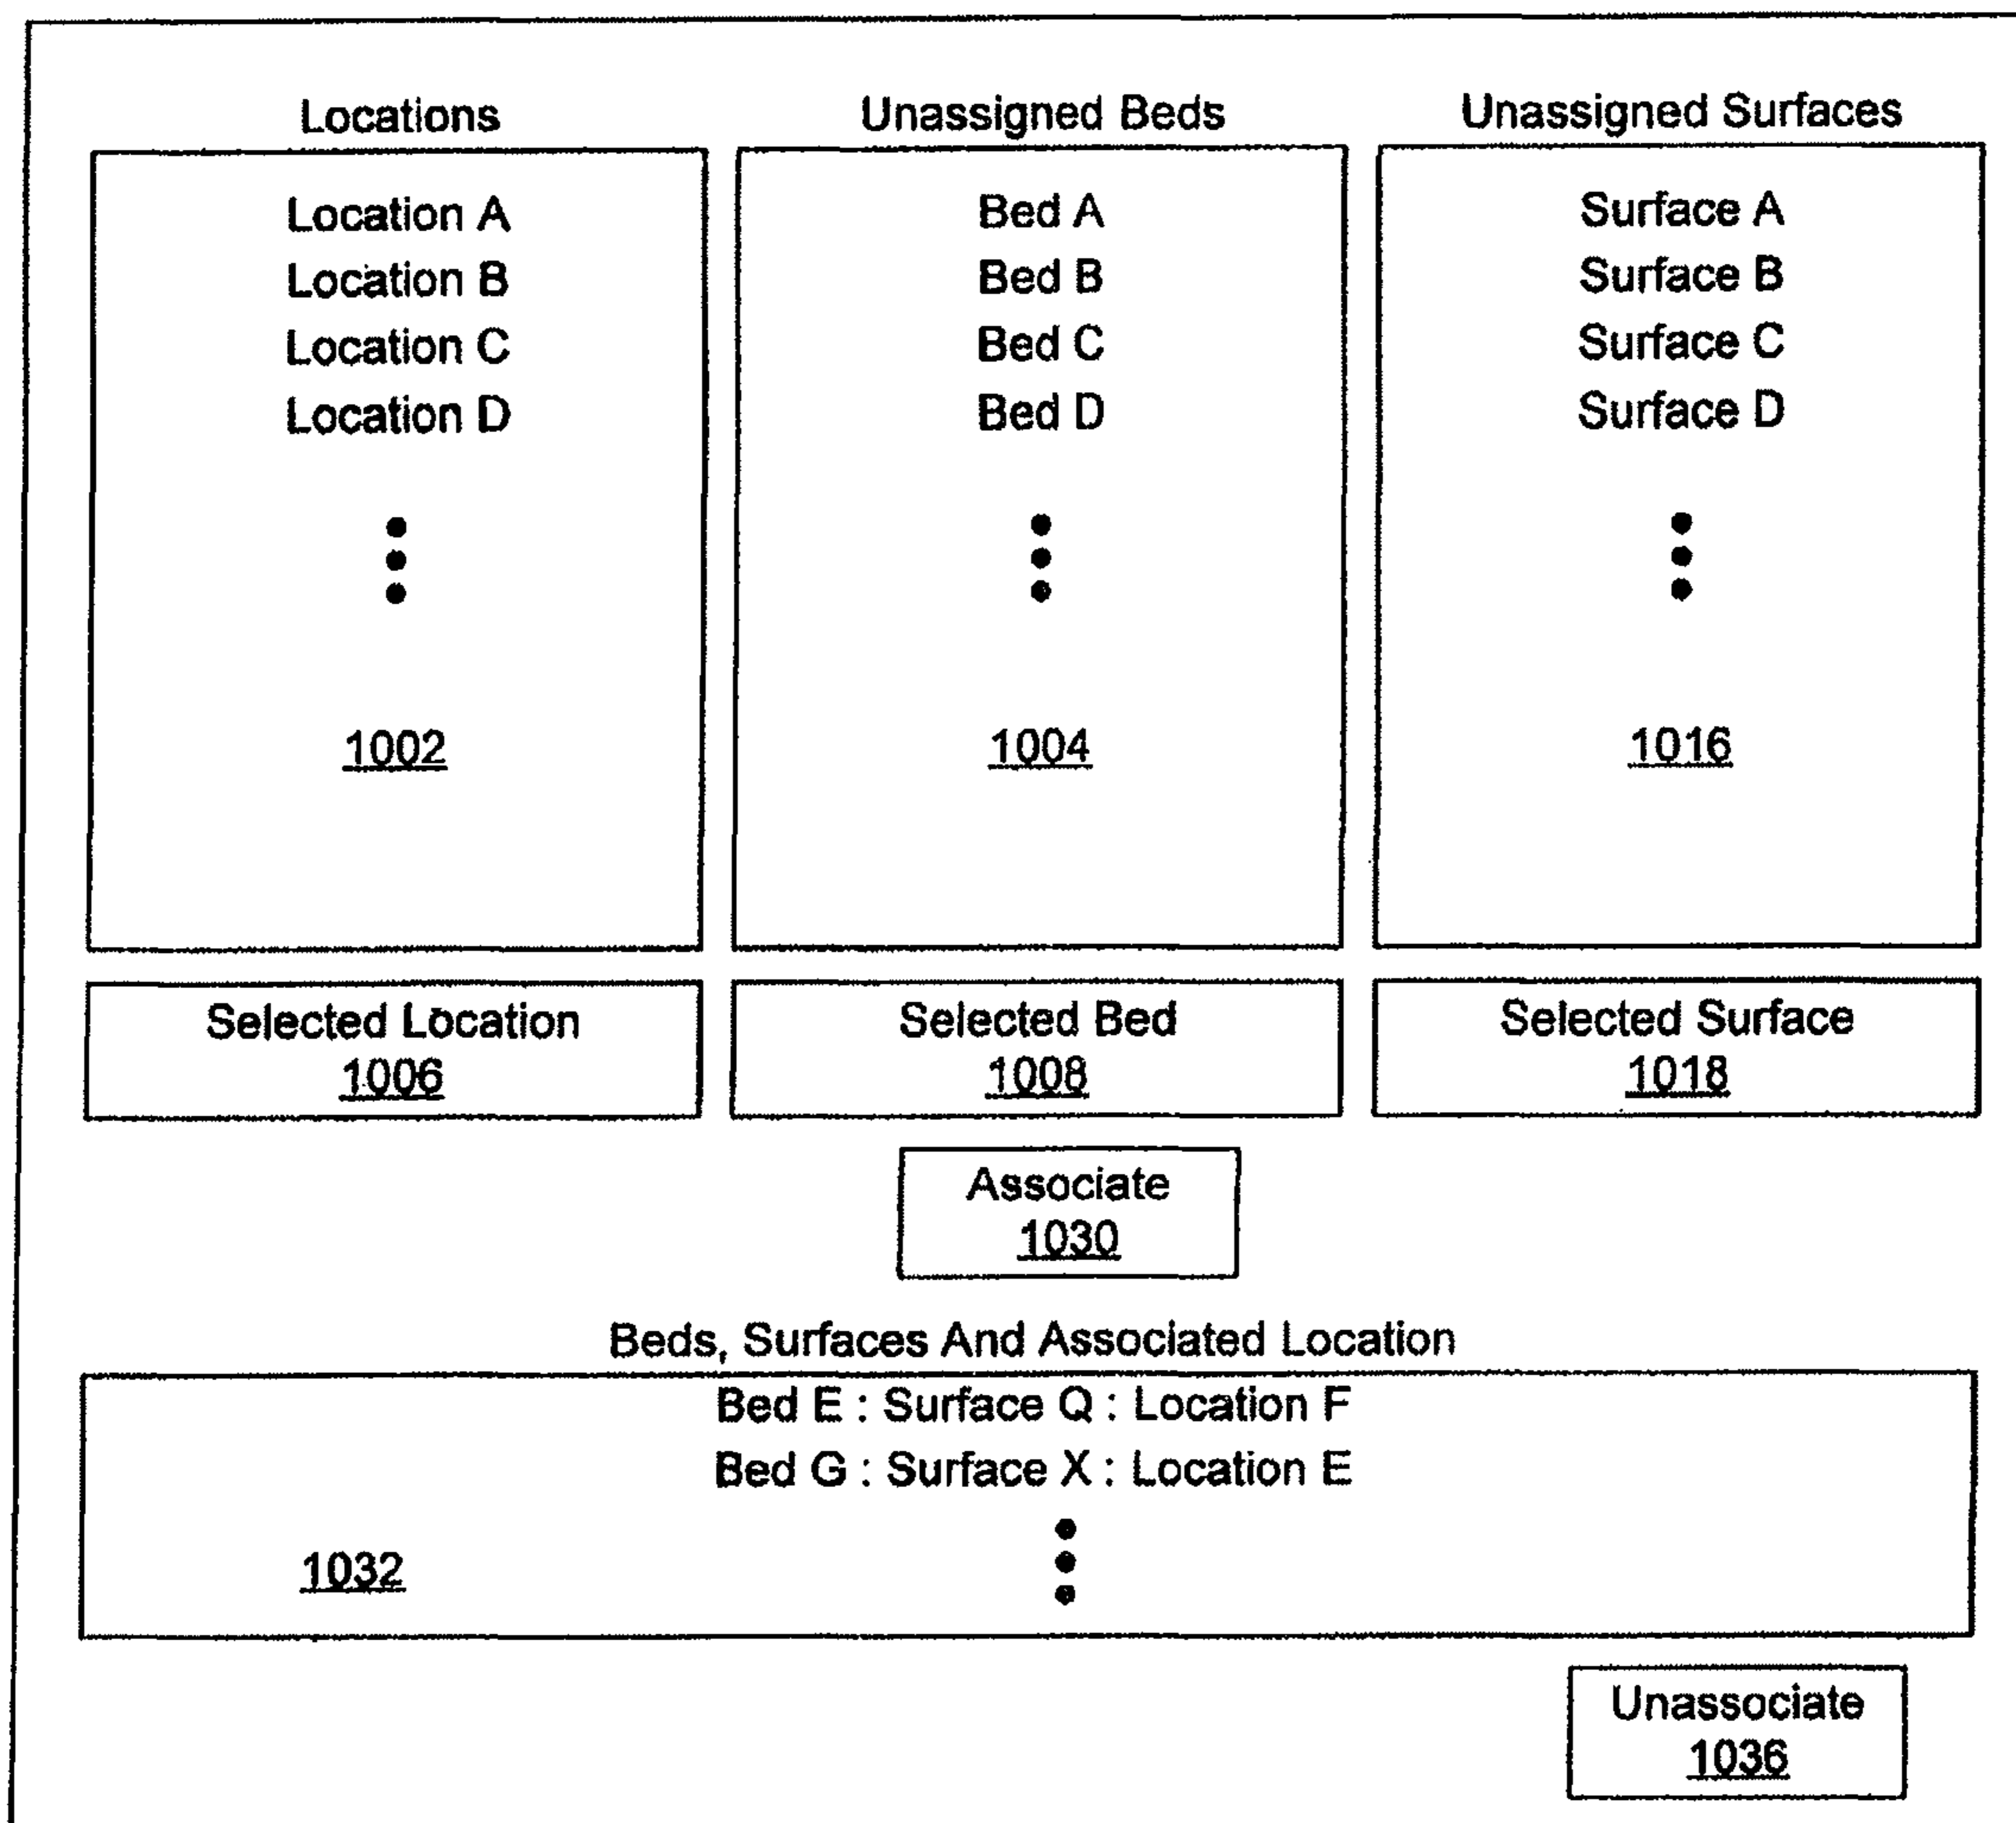 Locations
Location A
Location B
Location C
Location D
1002
Unassigned Beds
Bed A
Bed B
Bed C
Bed D
1004
Unassigned Surfaces
Surface A
Surface B
Surface C
Surface D
1016
Selected Location
1006
Selected Bed
1008
Selected Surface
1018
Associate
1030
Beds, Surfaces And Associated Location
Bed E : Surface Q : Location F
Bed G : Surface X : Location E
1032
Unassociate
1036